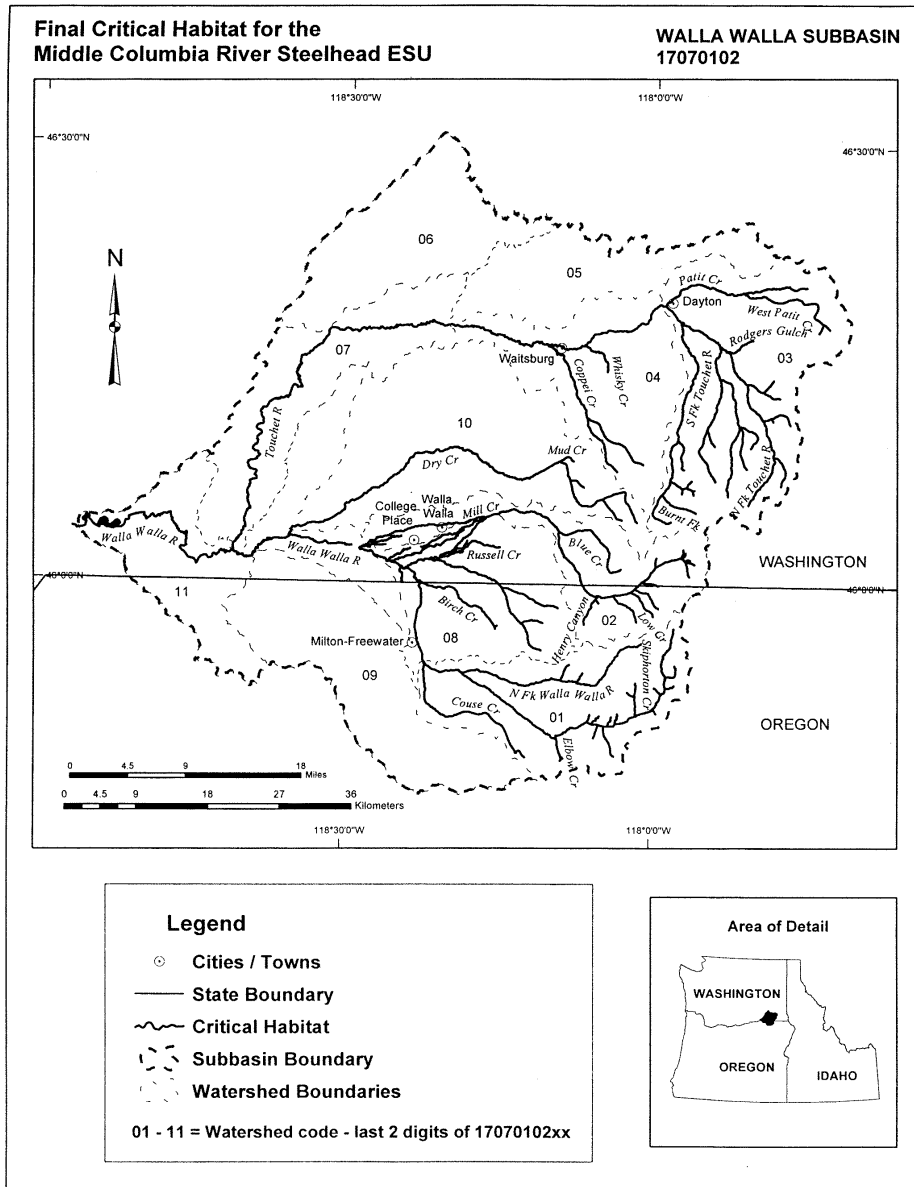 Final Critical Habitat for the
Middle Columbia River Steelhead ESU
WALLA WALLA SUBBASIN
17070102
118°30'0"W
118°0'0"W
46°30'0"N
46°30'0"N
N
06
05
Patit Cr
Dayton
West Patit Cr
Rodgers Gulch
03
07
Waitsburg
Coppei Cr
Whisky Cr
04
S Fk Touchet R
N Fk Touchet R
Touchet R
10
Mud Cr
Dry Cr
Walla
Walla
College
Place
Mill Cr
Burnt Fk
Walla Walla R
Walla Walla R
Russell Cr
Blue Cr
WASHINGTON
46°0'0"N
46°0'0"N
11
Birch Cr
Henry Canyon
02
Low Cr
Milton-Freewater
08
Skiphorton Cr
09
N Fk Walla Walla R
Couse Cr
01
Elbow Cr
OREGON
0 4.5 9 18
Miles
0 4.5 9 18 27 36
Kilometers
118°30'0"W
118°0'0"W
Legend
Cities / Towns
State Boundary
Critical Habitat
Subbasin Boundary
Watershed Boundaries
01 - 11 = Watershed code - last 2 digits of 17070102xx
Area of Detail
WASHINGTON
OREGON
IDAHO